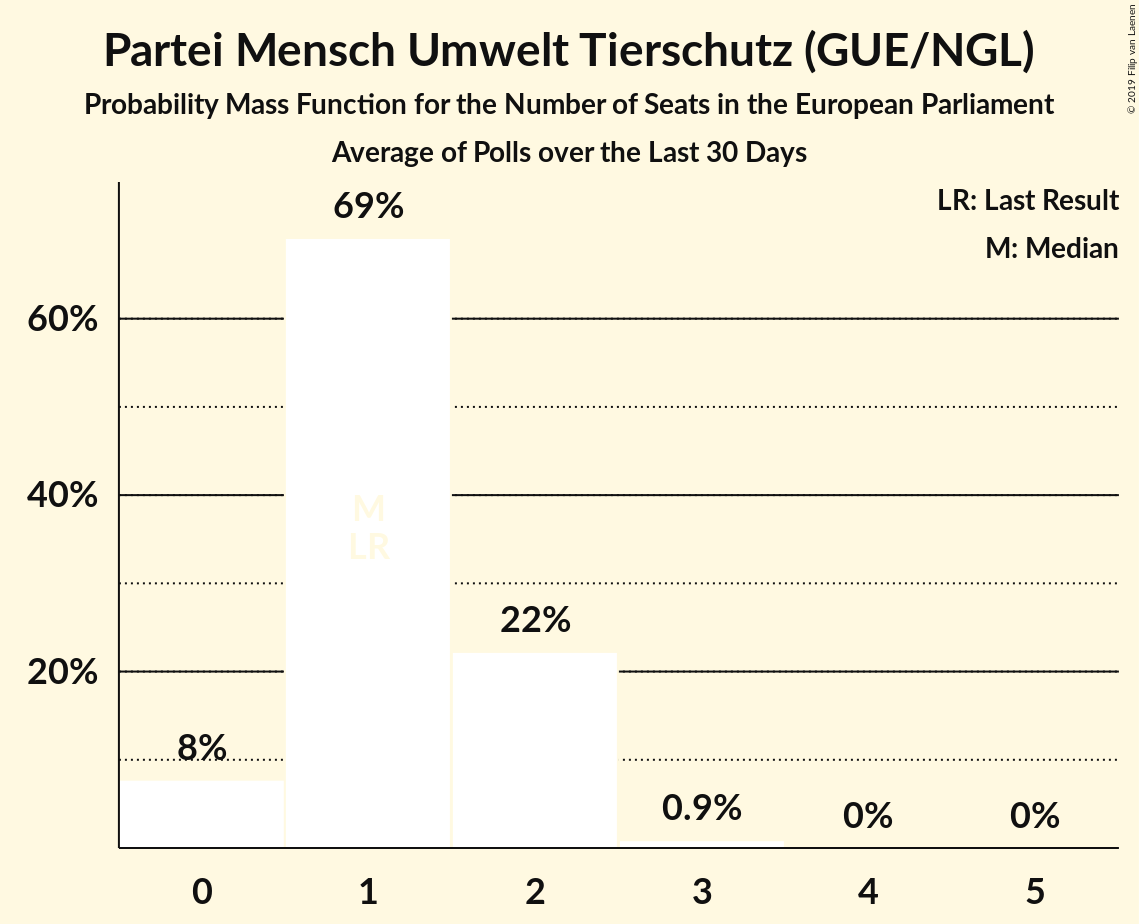 Partei Mensch Umwelt Tierschutz (GUE/NGL)
Probability Mass Function for the Number of Seats in the European Parliament
Average of Polls over the Last 30 Days
© 2019 Filip van Laenen
LR: Last Result
M: Median
69%
60%
40%
M
LR
22%
20%
8%
0.9%
0%
0%
0
1
2
3
4
5